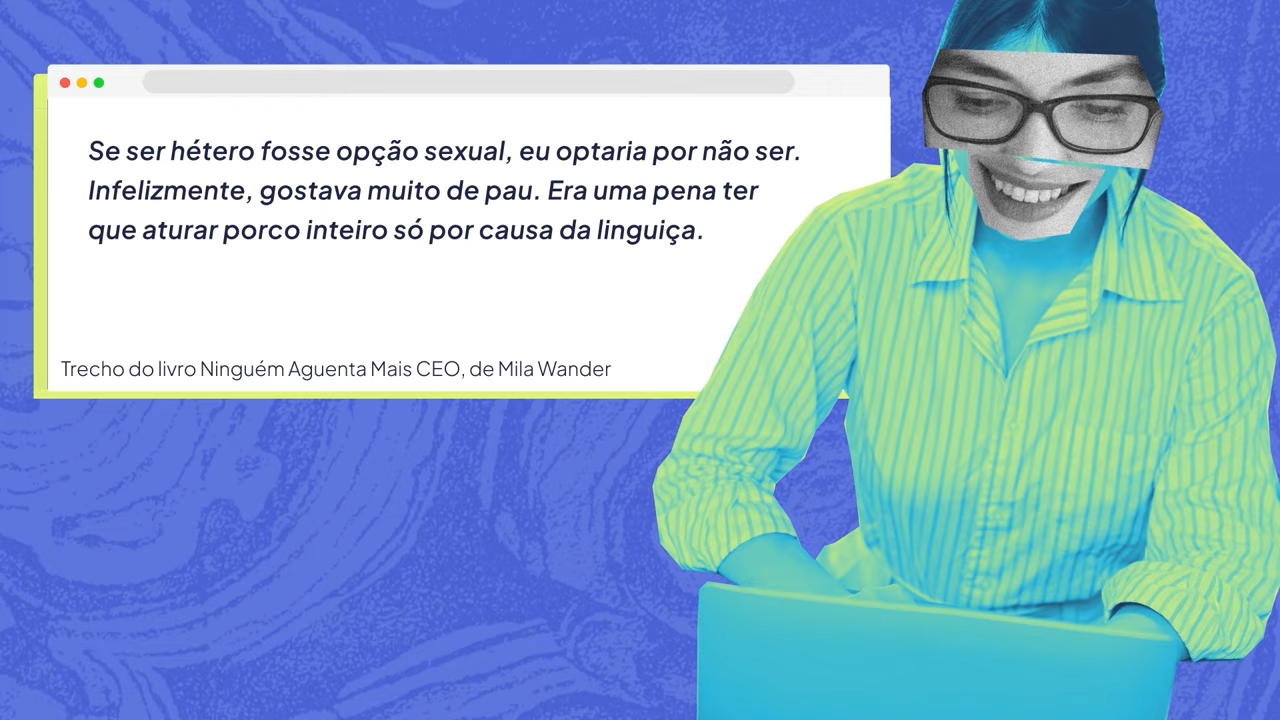 Se ser hétero fosse opção sexual, eu optaria por não ser.
Infelizmente, gostava muito de pau. Era uma pena ter
que aturar porco inteiro só por causa da linguiça.
Trecho do livro Ninguém Aguenta Mais CEO, de Mila Wander